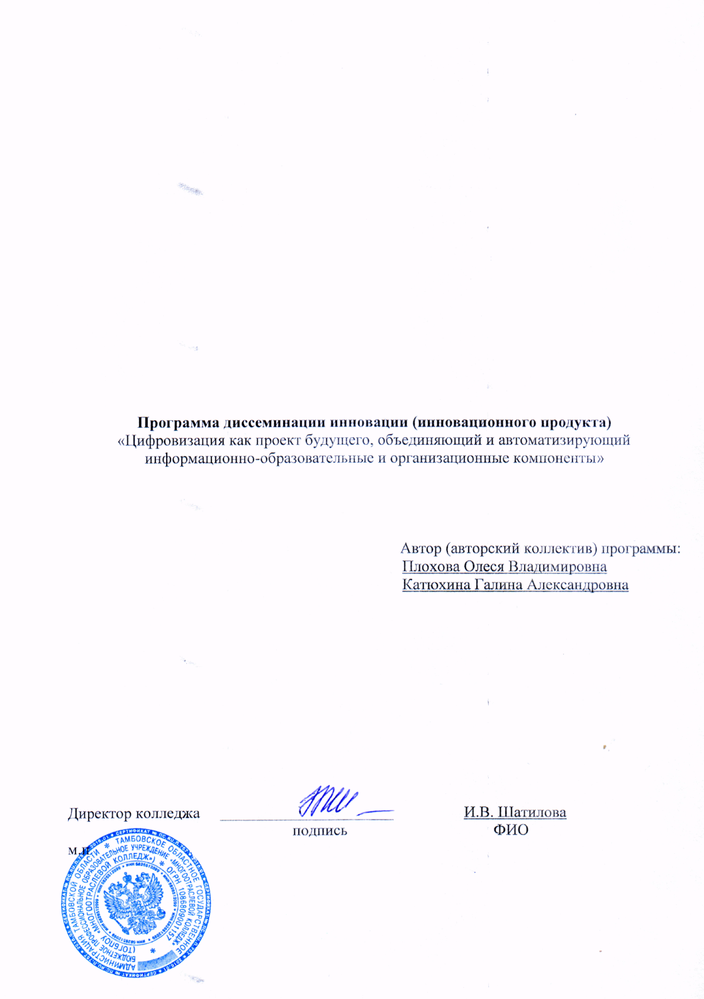 Программа диссеминации инновации (инновационного продукта)
«Цифровизация как проект будущего, объединяющий и автоматизирующий
информационно-образовательные и организационные компоненты»
Автор (авторский коллектив) программы:
Плохова Олеся Владимировна
Катюхина Галина Александровна
Директор колледжа
И.В. Шатилова
подпись
ФИО
м.п
АДМИНИСТРАЦИЯ ТАМБОВСКОЙ ОБЛАСТИ * ТАМБОВСКОЕ ОБЛАСТНОЕ ГОСУДАРСТВЕННОЕ
БЮДЖЕТНОЕ ПРОФЕССИОНАЛЬНОЕ ОБРАЗОВАТЕЛЬНОЕ УЧРЕЖДЕНИЕ «МНОГООТРАСЛЕВОЙ КОЛЛЕДЖ»
(ТОГБПОУ «МНОГООТРАСЛЕВОЙ КОЛЛЕДЖ») * ОГРН 1086809001157 *